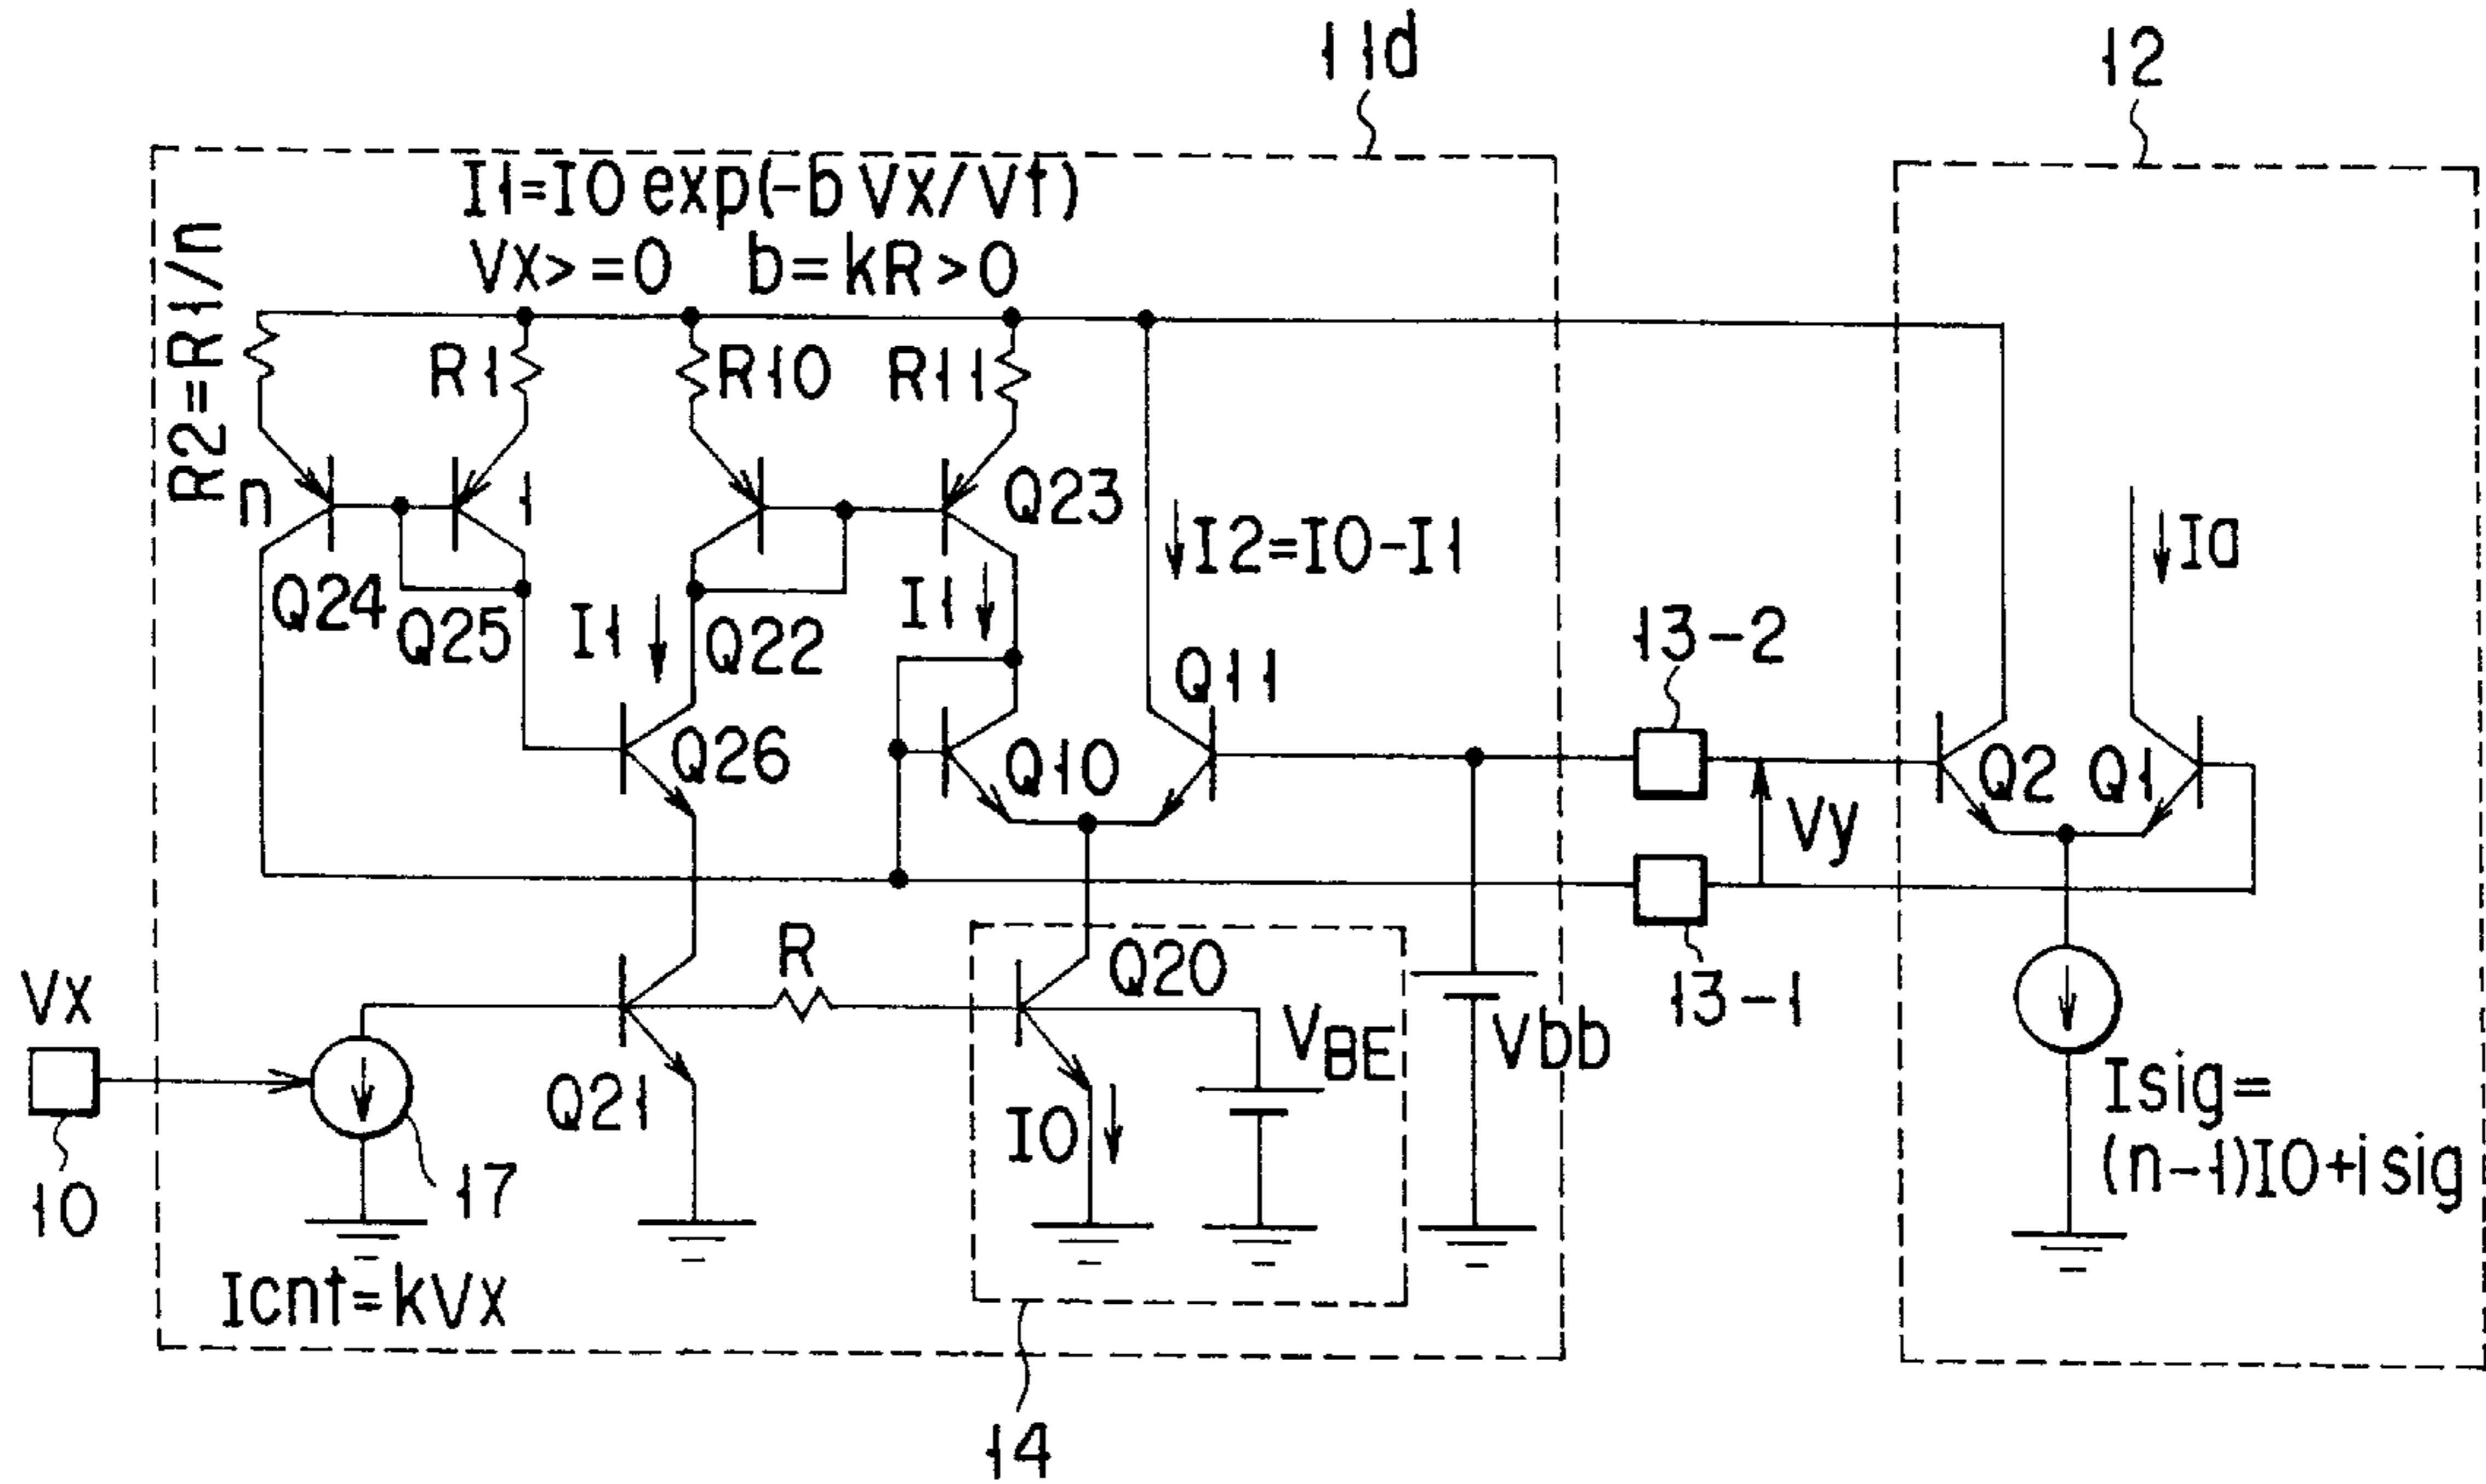 11d
12
I1=I0 exp(-b Vx/Vt)
Vx>=0 b=kR>0
R2=R1/n
R1
R10
R11
n
1
Q23
I2=I0-I1
Ia
Q24
Q25
I1
Q22
I1
Q11
13-2
Q26
Q10
Q2
Q1
Vy
R
Q20
13-1
Vx
VBE
Vbb
Q21
I0
Isig=
(n-1)I0+isig
17
10
Icnt=kVx
14